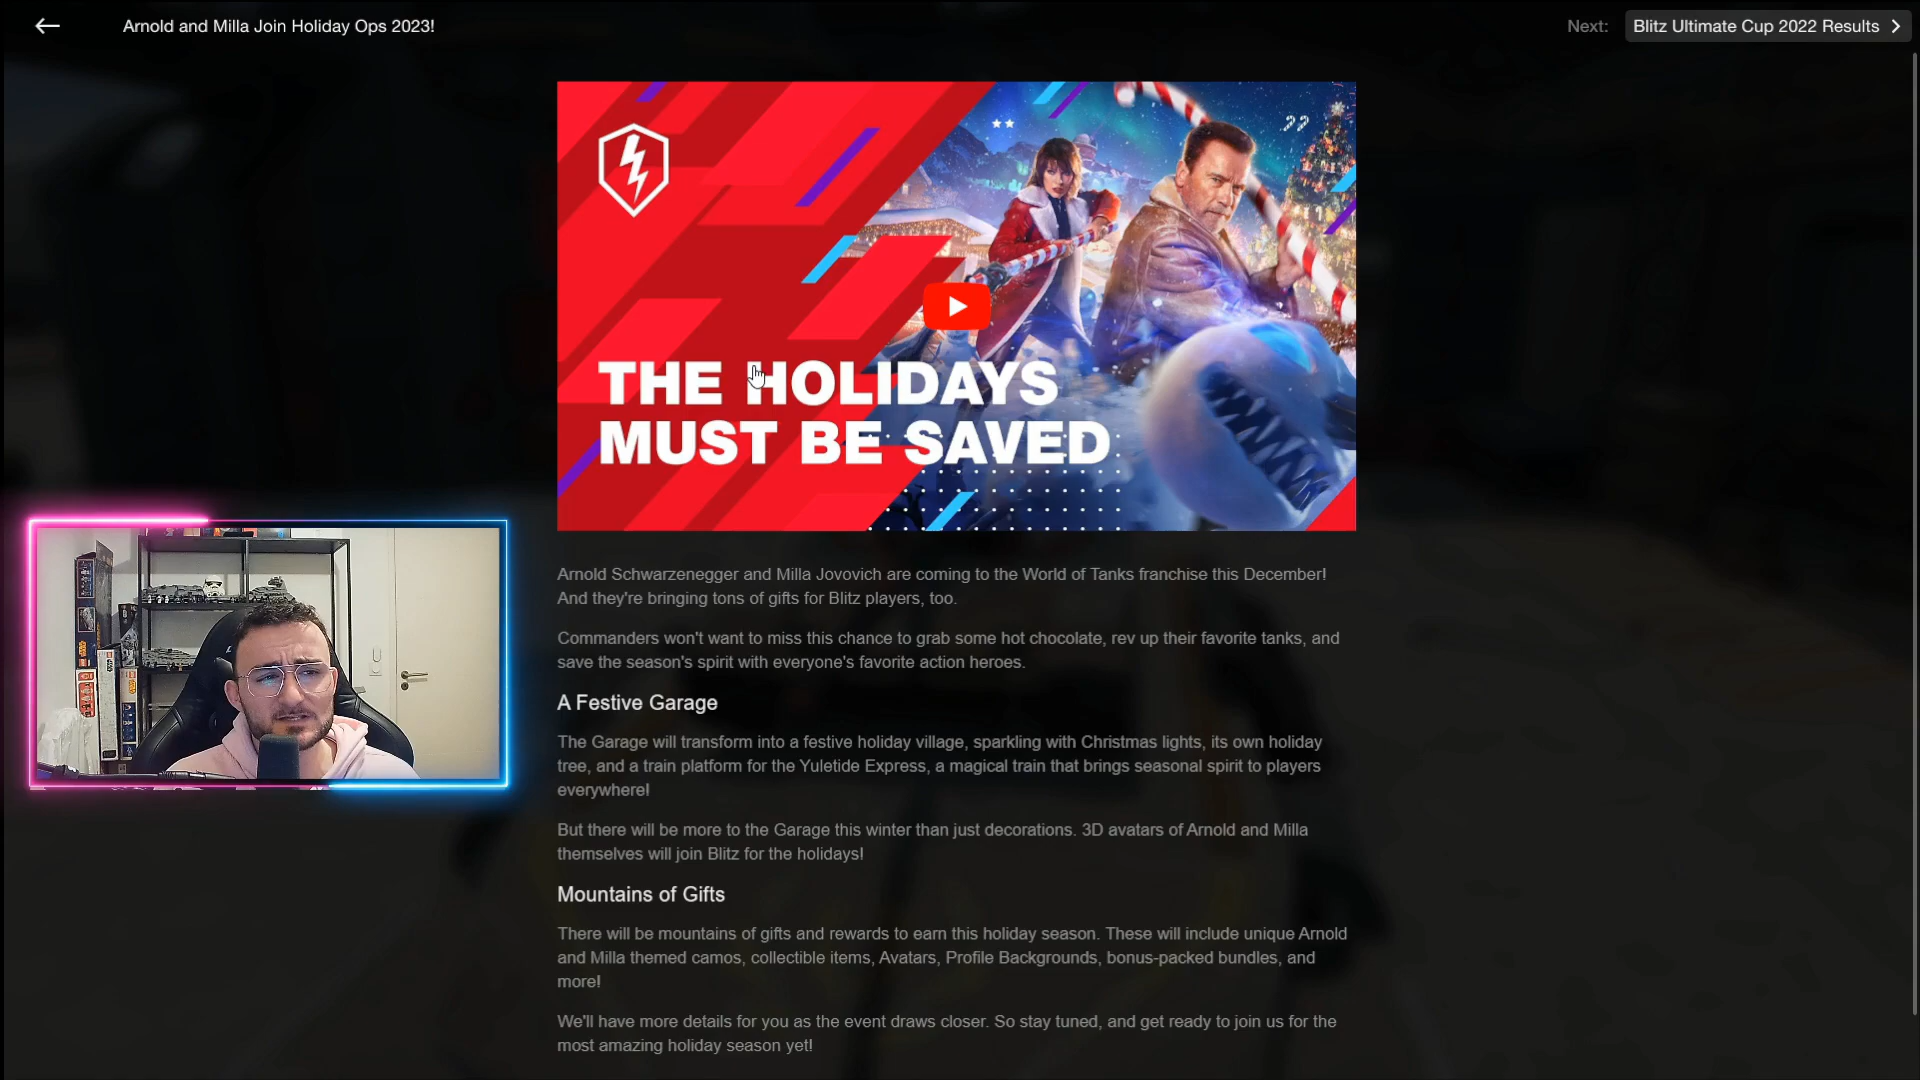 Arnold and Milla Join Holiday Ops 2023!
Next: Blitz Ultimate Cup 2022 Results
THE HOLIDAYS
MUST BE SAVED
Arnold Schwarzenegger and Milla Jovovich are coming to the World of Tanks franchise this December!
And they're bringing tons of gifts for Blitz players, too.
Commanders won't want to miss this chance to grab some hot chocolate, rev up their favorite tanks, and
save the season's spirit with everyone's favorite action heroes.
A Festive Garage
The Garage will transform into a festive holiday village, sparkling with Christmas lights, its own holiday
tree, and a train platform for the Yuletide Express, a magical train that brings seasonal spirit to players
everywhere!
But there will be more to the Garage this winter than just decorations. 3D avatars of Arnold and Milla
themselves will join Blitz for the holidays!
Mountains of Gifts
There will be mountains of gifts and rewards to earn this holiday season. These will include unique Arnold
and Milla themed camos, collectible items, Avatars, Profile Backgrounds, bonus-packed bundles, and
more!
We'll have more details for you as the event draws closer. So stay tuned, and get ready to join us for the
most amazing holiday season yet!